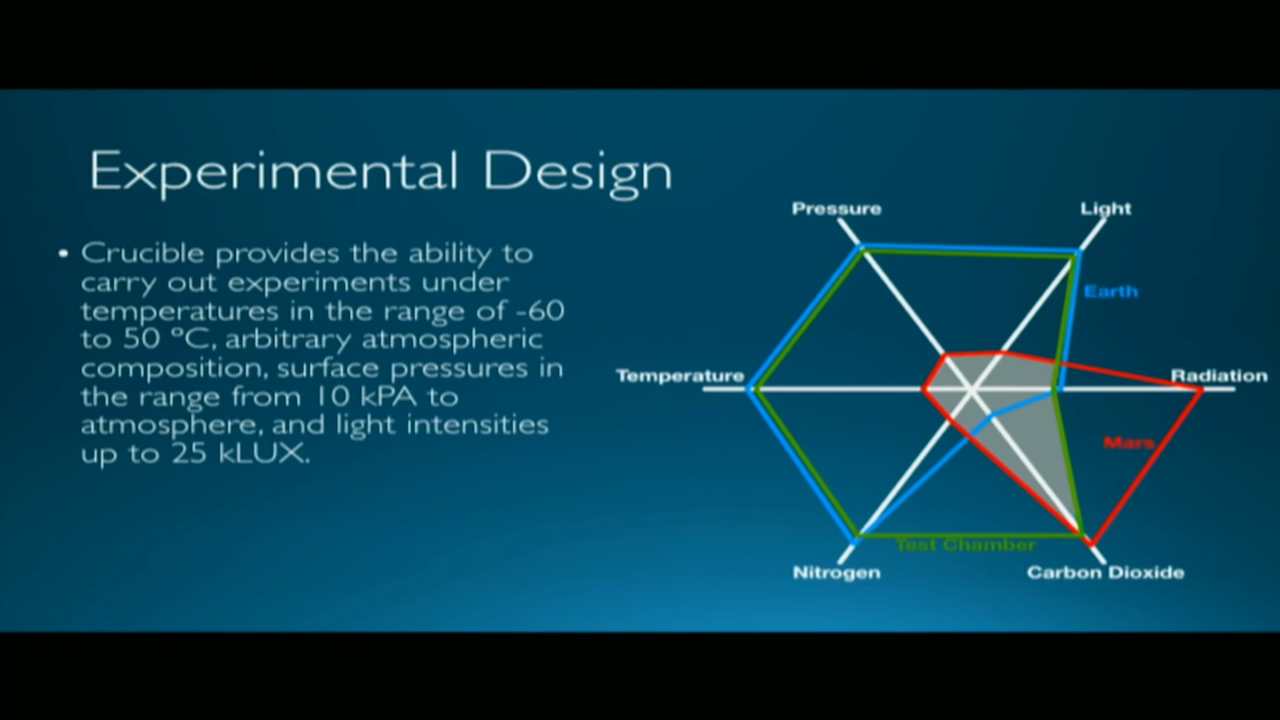 Experimental Design
• Crucible provides the ability to
carry out experiments under
temperatures in the range of -60
to 50 ºC, arbitrary atmospheric
composition, surface pressures in
the range from 10 kPA to
atmosphere, and light intensities
up to 25 kLUX.
Pressure
Light
Earth
Temperature
Radiation
Mars
Test Chamber
Nitrogen
Carbon Dioxide